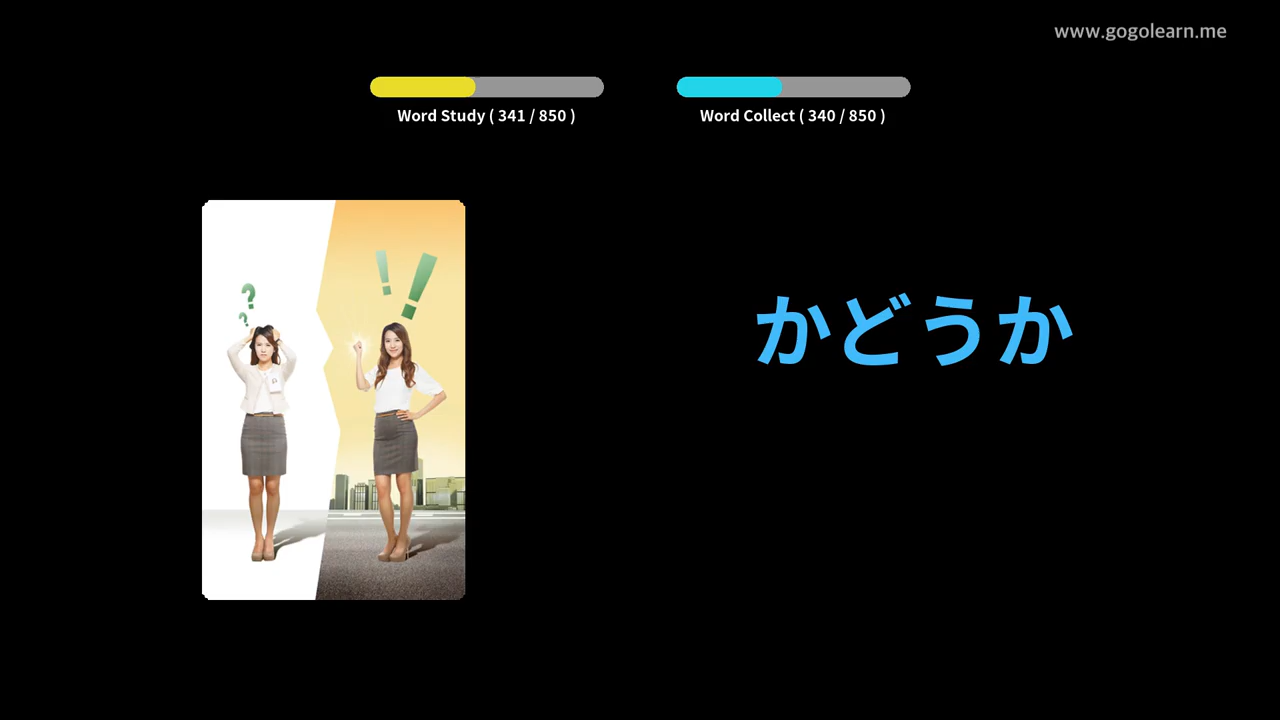 www.gogolearn.me
Word Study ( 341 / 850 )
Word Collect ( 340 / 850 )
? ? ! !
かどうか